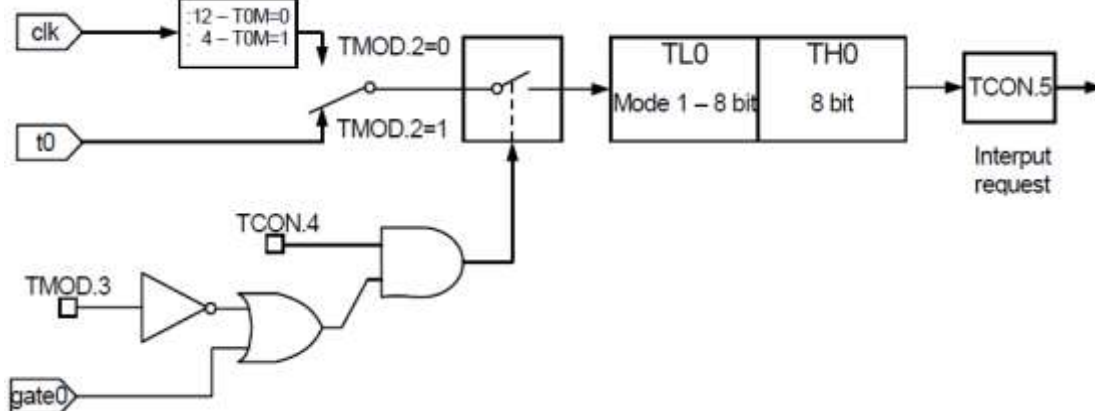 clk
:12 – T0M=0
: 4 – T0M=1
TMOD.2=0
t0
TMOD.2=1
TL0
Mode 1 – 8 bit
TH0
8 bit
TCON.5
Interput
request
TCON.4
TMOD.3
gate0